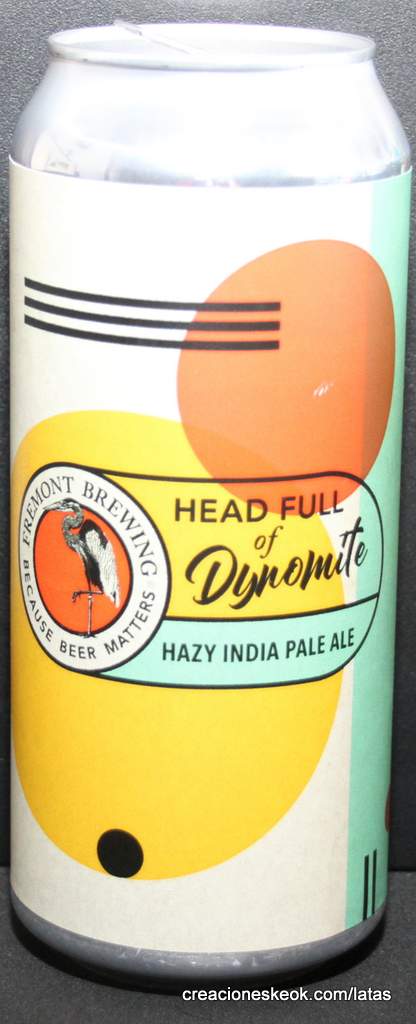 FREMONT BREWING
BECAUSE BEER MATTERS
HEAD FULL
of
Dynomite
HAZY INDIA PALE ALE
creacioneskeok.com/latas